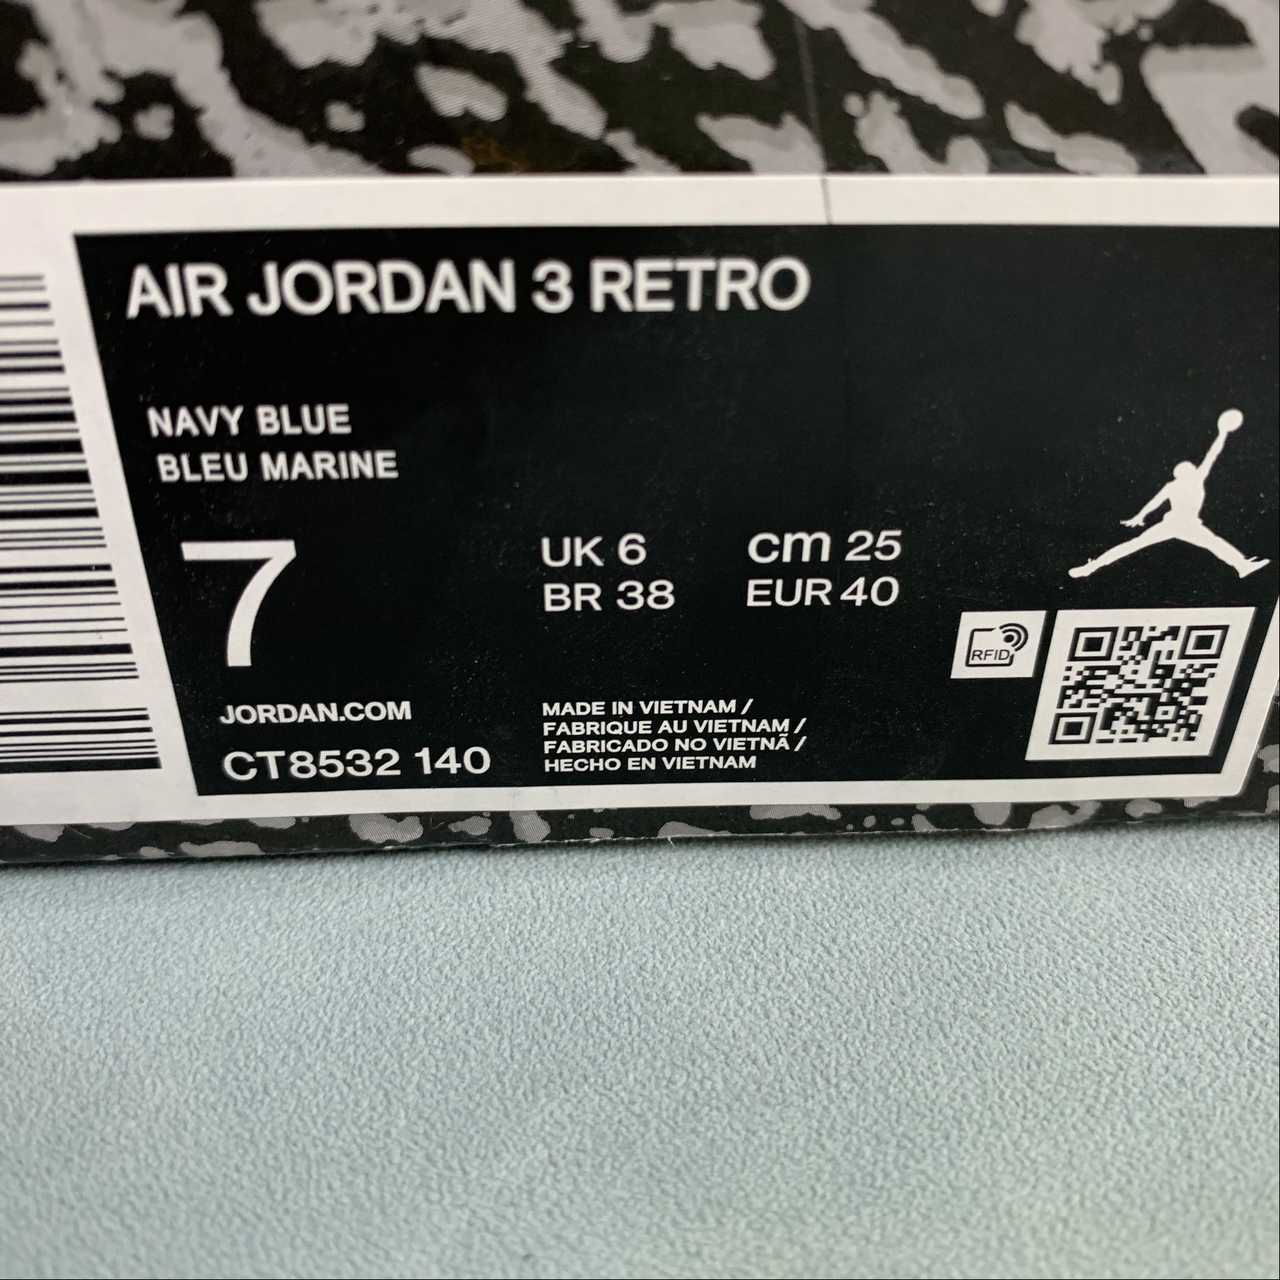 AIR JORDAN 3 RETRO
NAVY BLUE
BLEU MARINE
7
UK 6
BR 38
cm 25
EUR 40
RFID
JORDAN.COM
CT8532 140
MADE IN VIETNAM /
FABRIQUE AU VIETNAM /
FABRICADO NO VIETNÃ /
HECHO EN VIETNAM